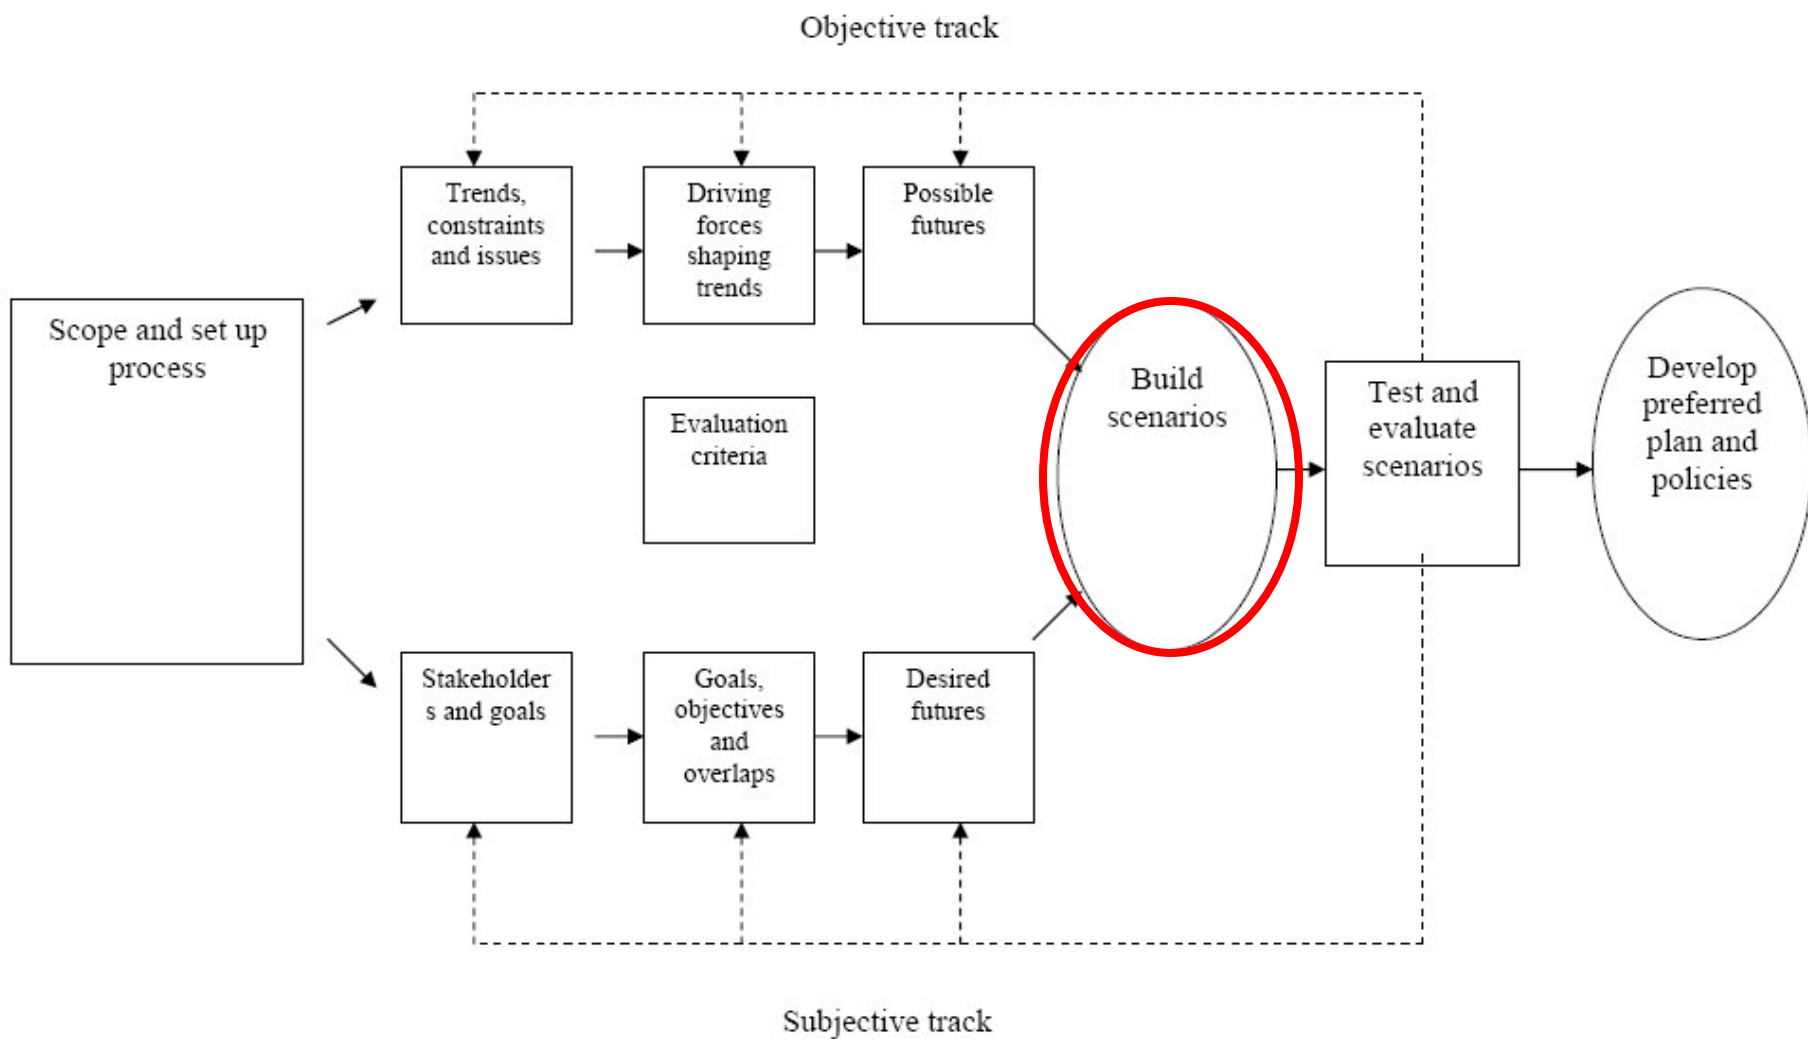 Objective track
Trends,
constraints
and issues
Driving
forces
shaping
trends
Possible
futures
Scope and set up
process
Evaluation
criteria
Build
scenarios
Test and
evaluate
scenarios
Develop
preferred
plan and
policies
Stakeholder
s and goals
Goals,
objectives
and
overlaps
Desired
futures
Subjective track